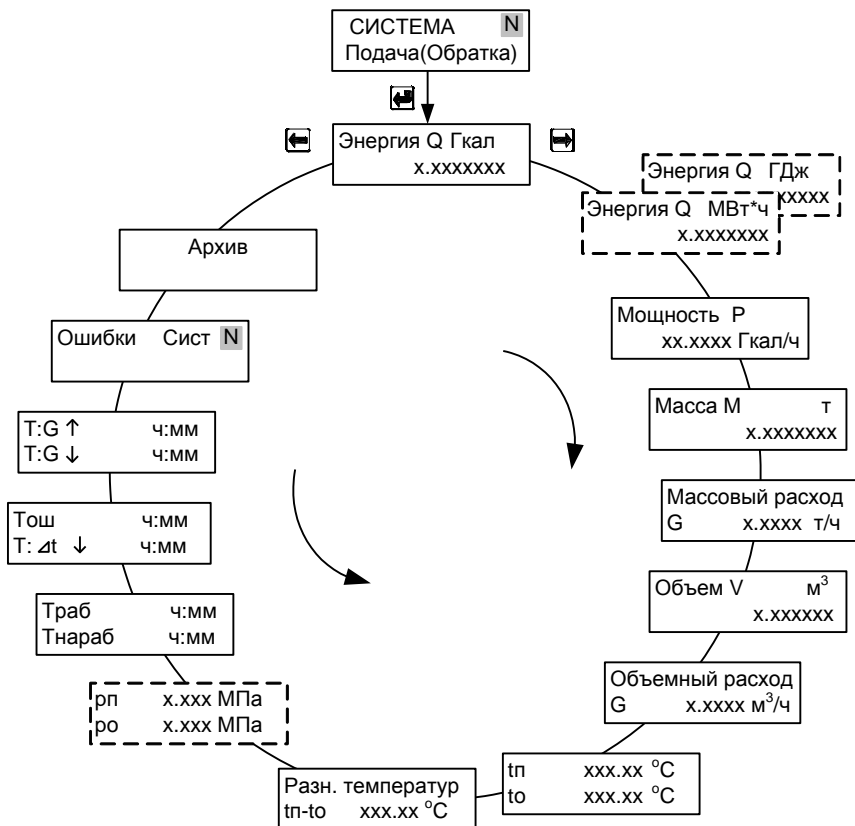 СИСТЕМА N
Подача(Обратка)
Энергия Q Гкал
x.xxxxxxx
Энергия Q ГДж
xxxxx
Энергия Q МВт*ч
x.xxxxxxx
Мощность P
xx.xxxx Гкал/ч
Масса М т
x.xxxxxxx
Массовый расход
G x.xxxx т/ч
Объем V м³
x.xxxxxx
Объемный расход
G x.xxxx м³/ч
tп xxx.xx °C
tо xxx.xx °C
Разн. температур
tп-tо xxx.xx °C
рп x.xxx МПа
ро x.xxx МПа
Траб ч:мм
Тнараб ч:мм
Тош ч:мм
Т: ⊿t ↓ ч:мм
Т:G ↑ ч:мм
Т:G ↓ ч:мм
Ошибки Сист N
Архив